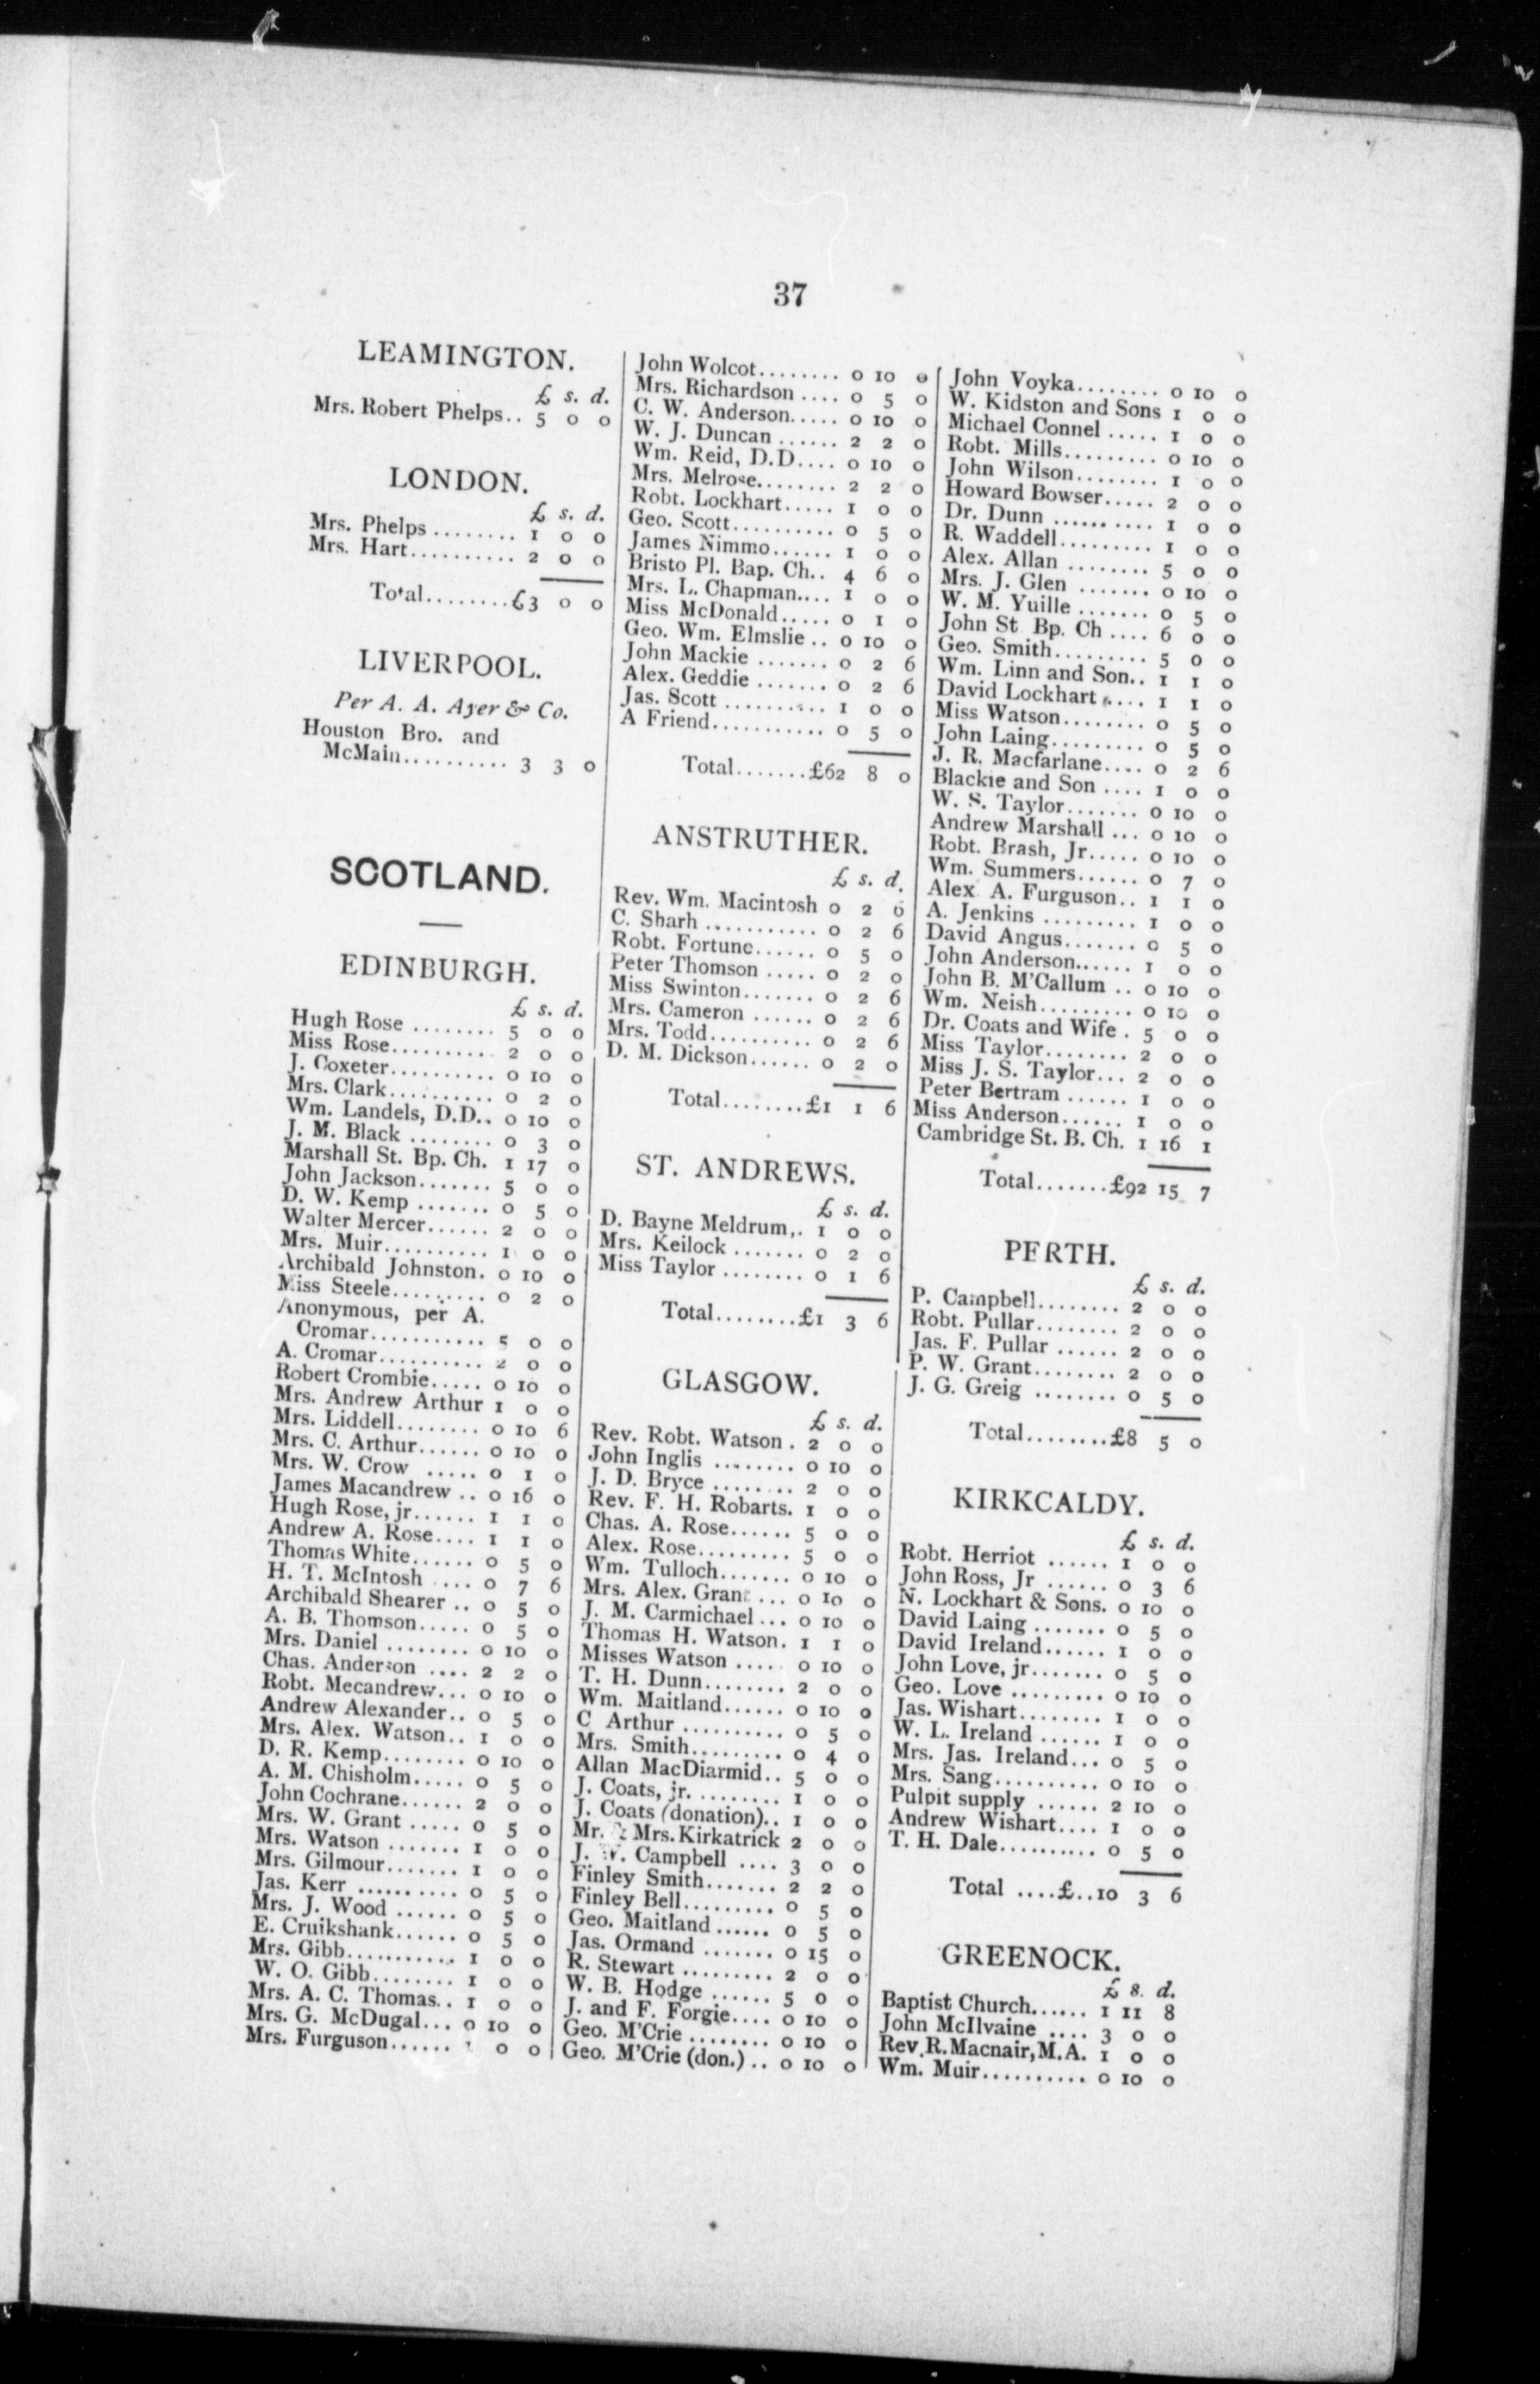 37
LEAMINGTON.
£ s. d.
Mrs. Robert Phelps.. 5 0 0
LONDON.
£ s. d.
Mrs. Phelps ........ 1 0 0
Mrs. Hart.......... 2 0 0
Total........£3 0 0
LIVERPOOL.
Per A. A. Ayer & Co.
Houston Bro. and
McMain.......... 3 3 0
SCOTLAND.
EDINBURGH.
£ s. d.
Hugh Rose ........ 5 0 0
Miss Rose.......... 2 0 0
J. Coxeter.......... 0 10 0
Mrs. Clark.......... 0 2 0
Wm. Landels, D.D.. 0 10 0
J. M. Black ........ 0 3 0
Marshall St. Bp. Ch. 1 17 0
John Jackson....... 5 0 0
D. W. Kemp ....... 0 5 0
Walter Mercer...... 2 0 0
Mrs. Muir.......... 1 0 0
Archibald Johnston. 0 10 0
Miss Steele......... 0 2 0
Anonymous, per A.
Cromar........... 5 0 0
A. Cromar.......... 2 0 0
Robert Crombie..... 0 10 0
Mrs. Andrew Arthur 1 0 0
Mrs. Liddell........ 0 10 6
Mrs. C. Arthur...... 0 10 0
Mrs. W. Crow ..... 0 1 0
James Macandrew .. 0 16 0
Hugh Rose, jr...... 1 1 0
Andrew A. Rose.... 1 1 0
Thomas White...... 0 5 0
H. T. McIntosh .... 0 7 6
Archibald Shearer .. 0 5 0
A. B. Thomson..... 0 5 0
Mrs. Daniel ........ 0 10 0
Chas. Anderson .... 2 2 0
Robt. Mecandrew... 0 10 0
Andrew Alexander.. 0 5 0
Mrs. Alex. Watson.. 1 0 0
D. R. Kemp........ 0 10 0
A. M. Chisholm..... 0 5 0
John Cochrane...... 2 0 0
Mrs. W. Grant ..... 0 5 0
Mrs. Watson ....... 1 0 0
Mrs. Gilmour....... 1 0 0
Jas. Kerr .......... 0 5 0
Mrs. J. Wood ...... 0 5 0
E. Cruikshank...... 0 5 0
Mrs. Gibb........... 1 0 0
W. O. Gibb........ 1 0 0
Mrs. A. C. Thomas.. 1 0 0
Mrs. G. McDugal... 0 10 0
Mrs. Furguson...... 0 0
John Wolcot........ 0 10 0
Mrs. Richardson .... 0 5 0
C. W. Anderson..... 0 10 0
W. J. Duncan ...... 2 2 0
Wm. Reid, D.D.... 0 10 0
Mrs. Melrose........ 2 2 0
Robt. Lockhart..... 1 0 0
Geo. Scott.......... 0 5 0
James Nimmo...... 1 0 0
Bristo Pl. Bap. Ch.. 4 6 0
Mrs. L. Chapman.... 1 0 0
Miss McDonald..... 0 1 0
Geo. Wm. Elmslie .. 0 10 0
John Mackie ....... 0 2 6
Alex. Geddie ....... 0 2 6
Jas. Scott .......... 1 0 0
A Friend........... 0 5 0
Total.......£62 8 0
ANSTRUTHER.
£ s. d.
Rev. Wm. Macintosh 0 2 6
C. Sharh ........... 0 2 6
Robt. Fortune...... 0 5 0
Peter Thomson ..... 0 2 0
Miss Swinton....... 0 2 6
Mrs. Cameron ...... 0 2 6
Mrs. Todd.......... 0 2 6
D. M. Dickson...... 0 2 0
Total........£1 1 6
ST. ANDREWS.
£ s. d.
D. Bayne Meldrum,. 1 0 0
Mrs. Keilock ....... 0 2 0
Miss Taylor ........ 0 1 6
Total........£1 3 6
GLASGOW.
£ s. d.
Rev. Robt. Watson . 2 0 0
John Inglis ........ 0 10 0
J. D. Bryce ........ 2 0 0
Rev. F. H. Robarts. 1 0 0
Chas. A. Rose...... 5 0 0
Alex. Rose......... 5 0 0
Wm. Tulloch....... 0 10 0
Mrs. Alex. Grant ... 0 10 0
J. M. Carmichael ... 0 10 0
Thomas H. Watson. 1 1 0
Misses Watson ..... 0 10 0
T. H. Dunn........ 2 0 0
Wm. Maitland...... 0 10 0
C Arthur .......... 0 5 0
Mrs. Smith......... 0 4 0
Allan MacDiarmid.. 5 0 0
J. Coats, jr. ........ 1 0 0
J. Coats (donation).. 1 0 0
Mr. & Mrs. Kirkatrick 2 0 0
J. W. Campbell .... 3 0 0
Finley Smith....... 2 2 0
Finley Bell......... 0 5 0
Geo. Maitland ...... 0 5 0
Jas. Ormand ....... 0 15 0
R. Stewart ......... 2 0 0
W. B. Hodge ...... 5 0 0
J. and F. Forgie.... 0 10 0
Geo. M'Crie ........ 0 10 0
Geo. M'Crie (don.) .. 0 10 0
John Voyka........ 0 10 0
W. Kidston and Sons 1 0 0
Michael Connel ..... 1 0 0
Robt. Mills......... 0 10 0
John Wilson........ 1 0 0
Howard Bowser..... 2 0 0
Dr. Dunn .......... 1 0 0
R. Waddell......... 1 0 0
Alex. Allan ........ 5 0 0
Mrs. J. Glen ....... 0 10 0
W. M. Yuille ....... 0 5 0
John St Bp. Ch .... 6 0 0
Geo. Smith......... 5 0 0
Wm. Linn and Son.. 1 1 0
David Lockhart .... 1 1 0
Miss Watson........ 0 5 0
John Laing......... 0 5 0
J. R. Macfarlane.... 0 2 6
Blackie and Son .... 1 0 0
W. S. Taylor....... 0 10 0
Andrew Marshall ... 0 10 0
Robt. Brash, Jr..... 0 10 0
Wm. Summers...... 0 7 0
Alex. A. Furguson.. 1 1 0
A. Jenkins ......... 1 0 0
David Angus....... 0 5 0
John Anderson...... 1 0 0
John B. M'Callum .. 0 10 0
Wm. Neish......... 0 10 0
Dr. Coats and Wife . 5 0 0
Miss Taylor........ 2 0 0
Miss J. S. Taylor... 2 0 0
Peter Bertram ...... 1 0 0
Miss Anderson...... 1 0 0
Cambridge St. B. Ch. 1 16 1
Total.......£92 15 7
PERTH.
£ s. d.
P. Campbell........ 2 0 0
Robt. Pullar........ 2 0 0
Jas. F. Pullar ...... 2 0 0
P. W. Grant........ 2 0 0
J. G. Greig ........ 0 5 0
Total........£8 5 0
KIRKCALDY.
£ s. d.
Robt. Herriot ...... 1 0 0
John Ross, Jr ...... 0 3 6
N. Lockhart & Sons. 0 10 0
David Laing ....... 0 5 0
David Ireland...... 1 0 0
John Love, jr....... 0 5 0
Geo. Love ......... 0 10 0
Jas. Wishart........ 1 0 0
W. L. Ireland ...... 1 0 0
Mrs. Jas. Ireland... 0 5 0
Mrs. Sang.......... 0 10 0
Pulpit supply ...... 2 10 0
Andrew Wishart.... 1 0 0
T. H. Dale.......... 0 5 0
Total ....£..10 3 6
GREENOCK.
£ s. d.
Baptist Church...... 1 11 8
John McIlvaine .... 3 0 0
Rev. R. Macnair, M.A. 1 0 0
Wm. Muir.......... 0 10 0